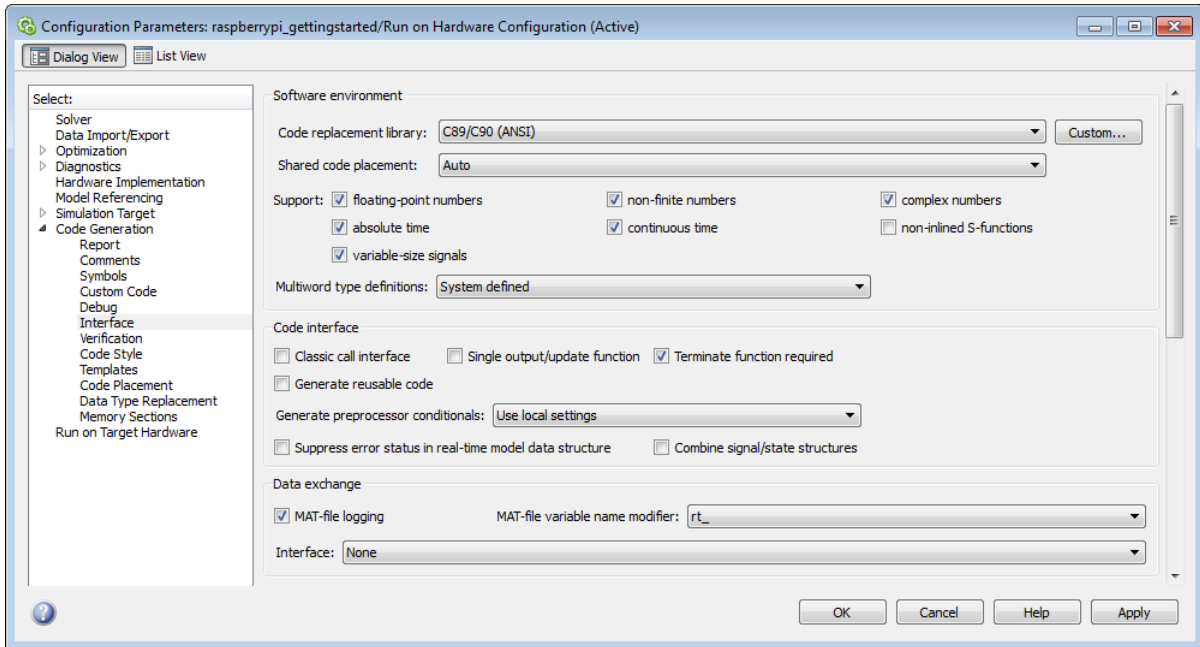 Configuration Parameters: raspberrypi_gettingstarted/Run on Hardware Configuration (Active)
Dialog View List View
Select:
Solver
Data Import/Export
Optimization
Diagnostics
Hardware Implementation
Model Referencing
Simulation Target
Code Generation
Report
Comments
Symbols
Custom Code
Debug
Interface
Verification
Code Style
Templates
Code Placement
Data Type Replacement
Memory Sections
Run on Target Hardware
Software environment
Code replacement library: C89/C90 (ANSI) Custom...
Shared code placement: Auto
Support: floating-point numbers non-finite numbers complex numbers
absolute time continuous time non-inlined S-functions
variable-size signals
Multiword type definitions: System defined
Code interface
Classic call interface Single output/update function Terminate function required
Generate reusable code
Generate preprocessor conditionals: Use local settings
Suppress error status in real-time model data structure Combine signal/state structures
Data exchange
MAT-file logging MAT-file variable name modifier: rt_
Interface: None
OK Cancel Help Apply